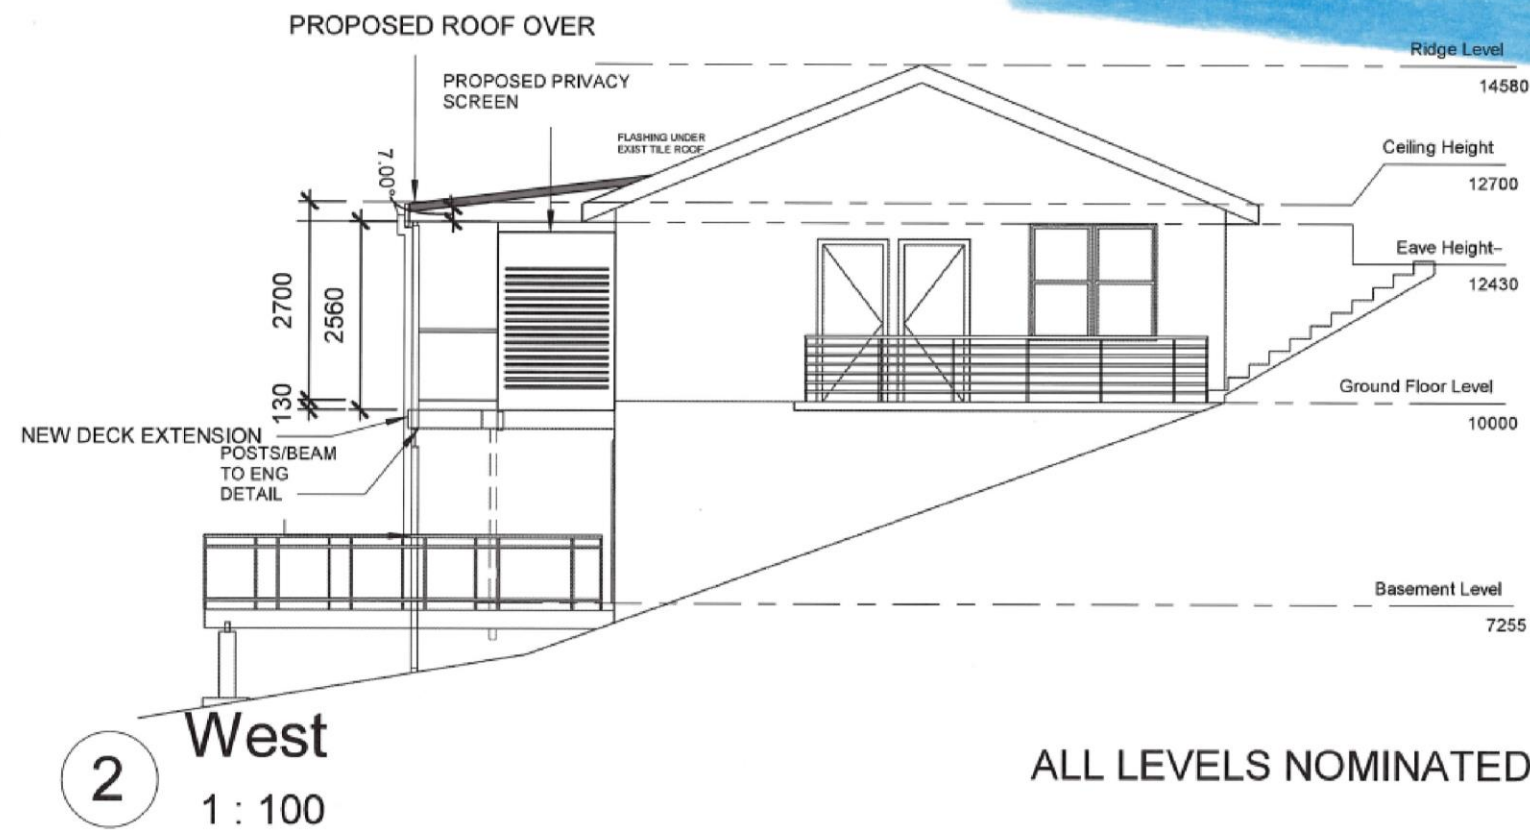 PROPOSED ROOF OVER
PROPOSED PRIVACY
SCREEN
FLASHING UNDER
EXIST TILE ROOF
7.00°
Ridge Level
14580
Ceiling Height
12700
Eave Height
12430
2700
2560
130
Ground Floor Level
10000
NEW DECK EXTENSION
POSTS/BEAM
TO ENG
DETAIL
Basement Level
7255
2
West
1 : 100
ALL LEVELS NOMINATED